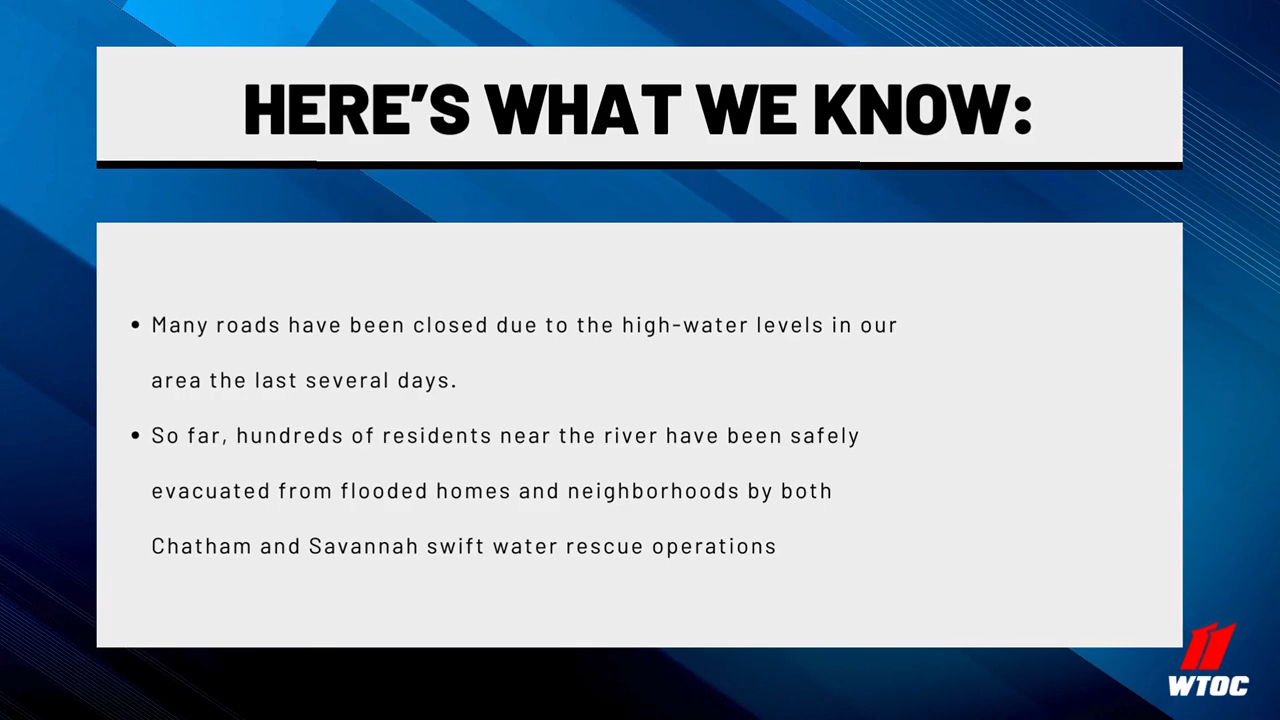 HERE’S WHAT WE KNOW:
• Many roads have been closed due to the high-water levels in our
area the last several days.
• So far, hundreds of residents near the river have been safely
evacuated from flooded homes and neighborhoods by both
Chatham and Savannah swift water rescue operations
11
WTOC